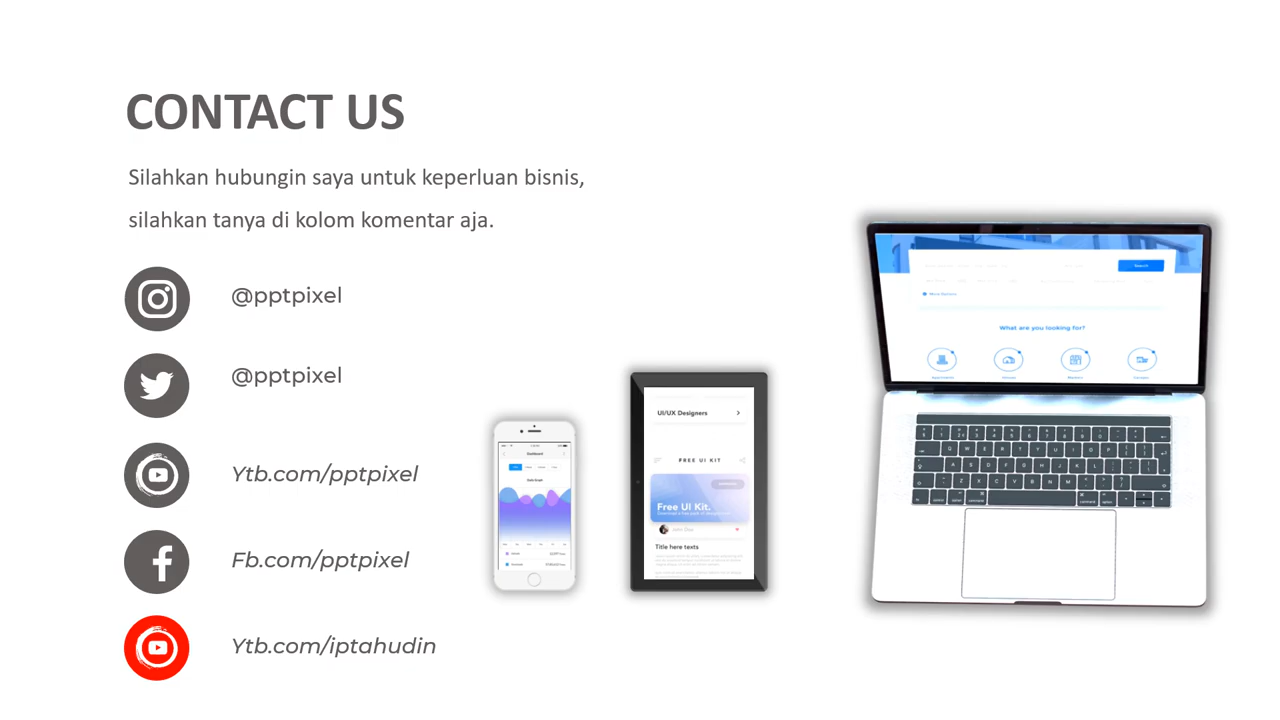 CONTACT US
Silahkan hubungin saya untuk keperluan bisnis,
silahkan tanya di kolom komentar aja.
@pptpixel
@pptpixel
Ytb.com/pptpixel
Fb.com/pptpixel
Ytb.com/iptahudin
Dashboard
UI/UX Designers
FREE UI KIT
Free UI Kit.
John Doe
Title here texts
Search
What are you looking for?